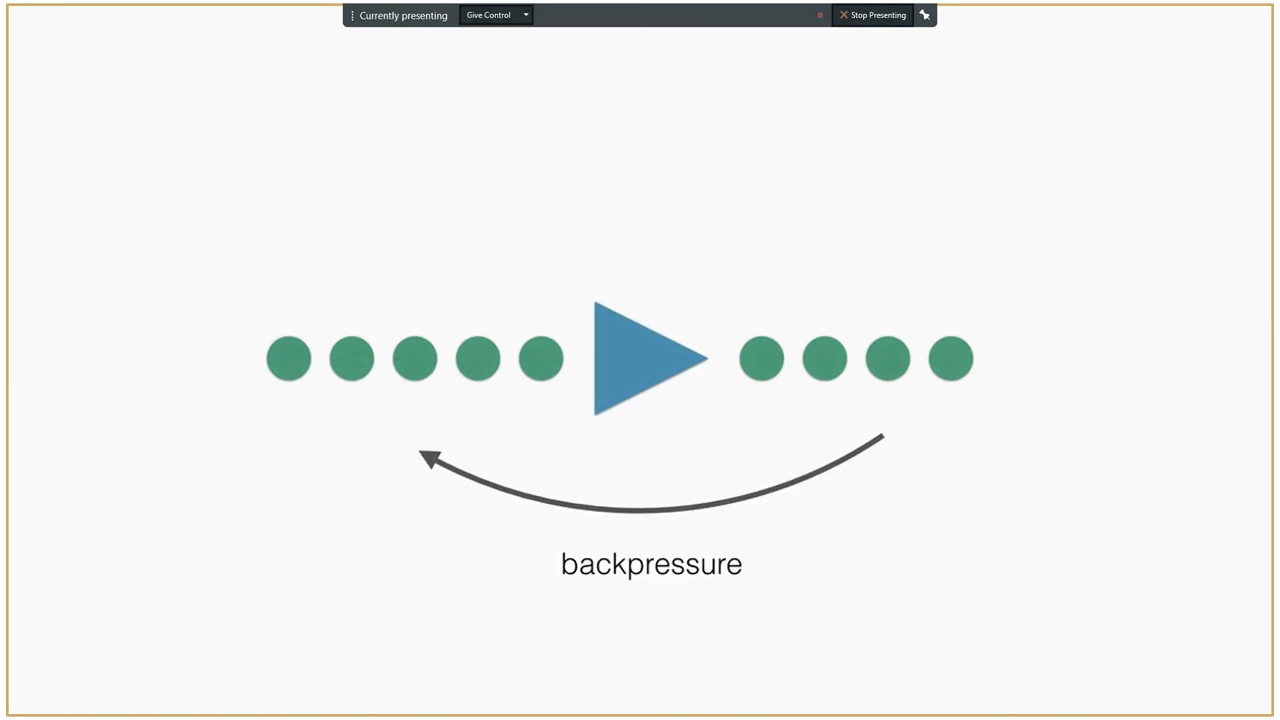 Currently presenting
Give Control
Stop Presenting
backpressure